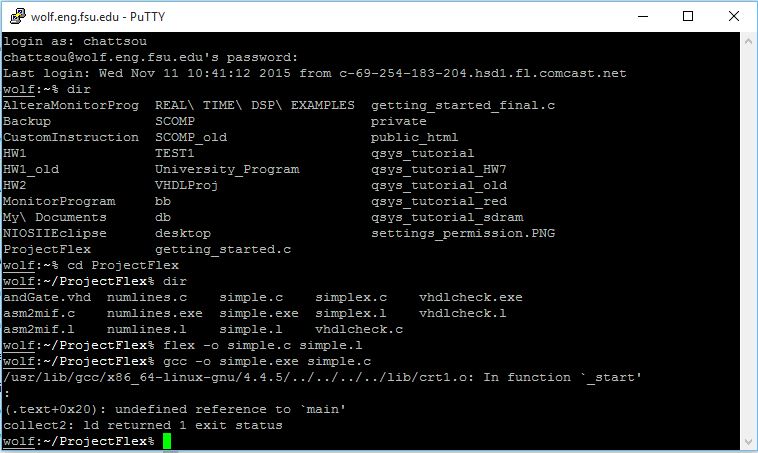 wolf.eng.fsu.edu - PuTTY
login as: chattsou
chattsou@wolf.eng.fsu.edu's password:
Last login: Wed Nov 11 10:41:12 2015 from c-69-254-183-204.hsd1.fl.comcast.net
wolf:~% dir
AlteraMonitorProg  REAL\ TIME\ DSP\ EXAMPLES  getting_started_final.c
Backup             SCOMP                      private
CustomInstruction  SCOMP_old                  public_html
HW1                TEST1                      qsys_tutorial
HW1_old            University_Program         qsys_tutorial_HW7
HW2                VHDLProj                   qsys_tutorial_old
MonitorProgram     bb                         qsys_tutorial_red
My\ Documents      db                         qsys_tutorial_sdram
NIOSIIEclipse      desktop                    settings_permission.PNG
ProjectFlex        getting_started.c
wolf:~% cd ProjectFlex
wolf:~/ProjectFlex% dir
andGate.vhd  numlines.c    simple.c    simplex.c    vhdlcheck.exe
asm2mif.c    numlines.exe  simple.exe  simplex.l    vhdlcheck.l
asm2mif.l    numlines.l    simple.l    vhdlcheck.c
wolf:~/ProjectFlex% flex -o simple.c simple.l
wolf:~/ProjectFlex% gcc -o simple.exe simple.c
/usr/lib/gcc/x86_64-linux-gnu/4.4.5/../../../../lib/crt1.o: In function `_start'
:
(.text+0x20): undefined reference to `main'
collect2: ld returned 1 exit status
wolf:~/ProjectFlex%